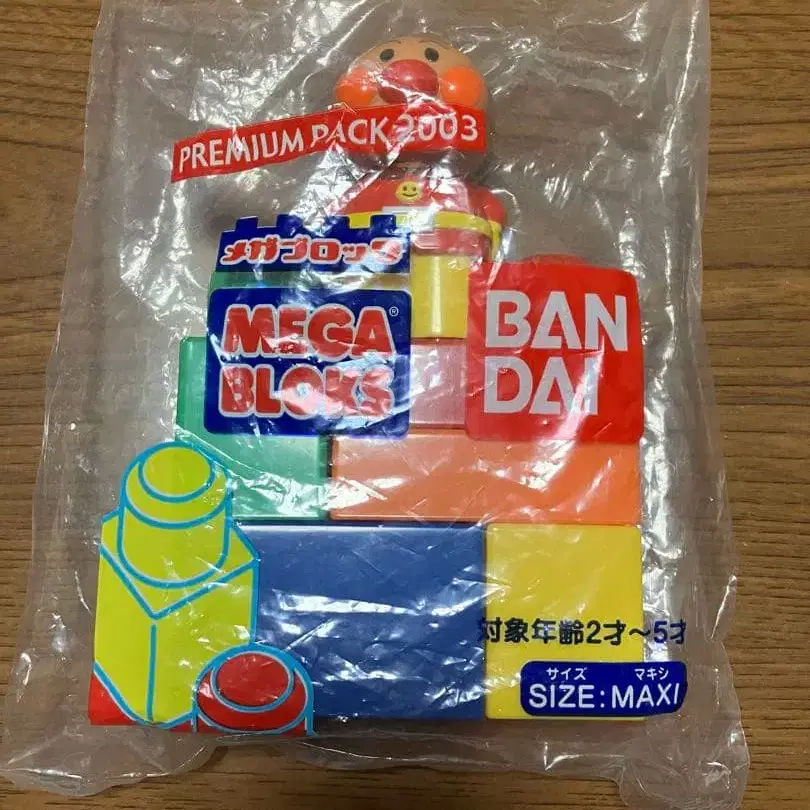 PREMIUM PACK 2003
メガブロック
MEGA
BLOKS®
BAN
DAI
対象年齢2才～5才
サイズ マキシ
SIZE:MAXI